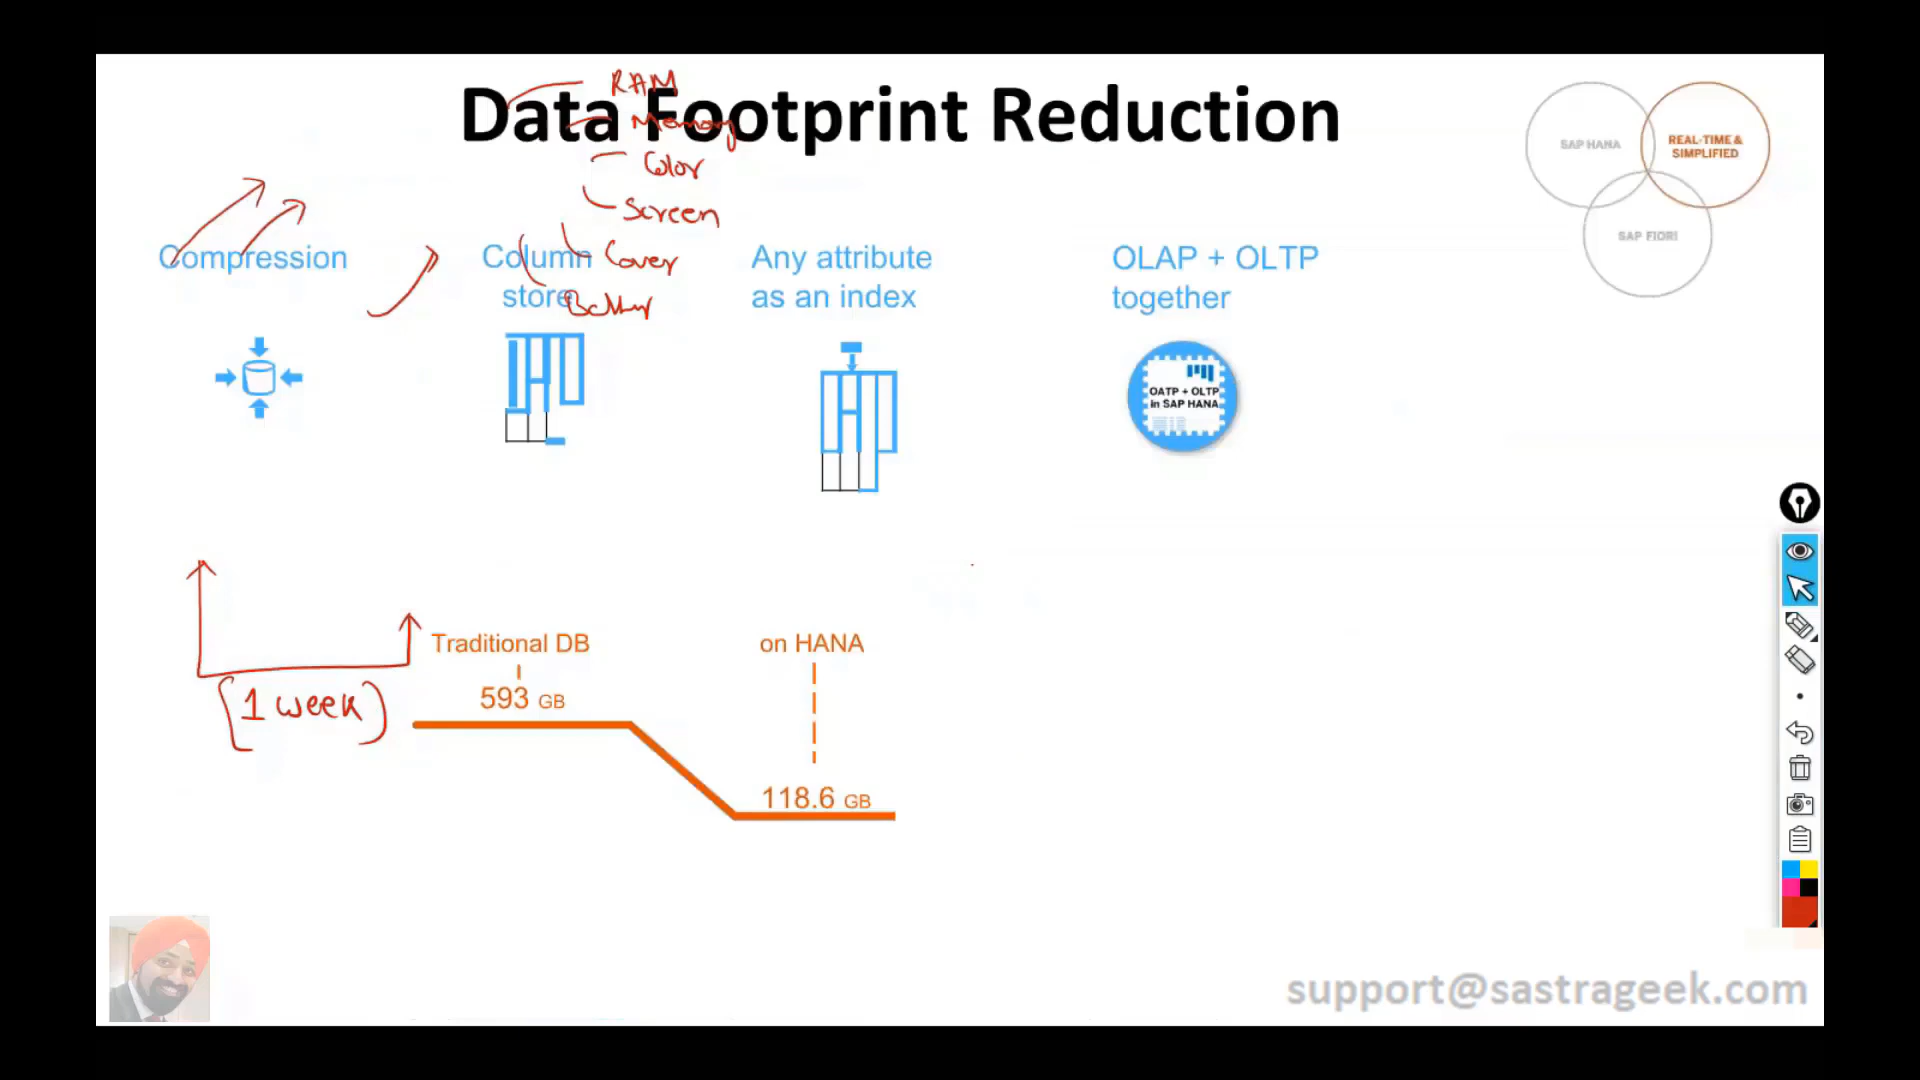 Data Footprint Reduction
RAM
Memory
Color
Screen
Cover
SAP HANA
REAL-TIME &
SIMPLIFIED
SAP FIORI
Compression
Column
store
Any attribute
as an index
OLAP + OLTP
together
OATP + OLTP
in SAP HANA
Traditional DB
593 GB
on HANA
118.6 GB
(1 week)
support@sastrageek.com